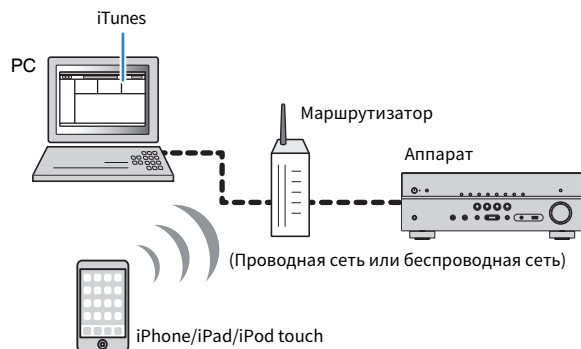 iTunes
PC
Маршрутизатор
Аппарат
(Проводная сеть или беспроводная сеть)
iPhone/iPad/iPod touch